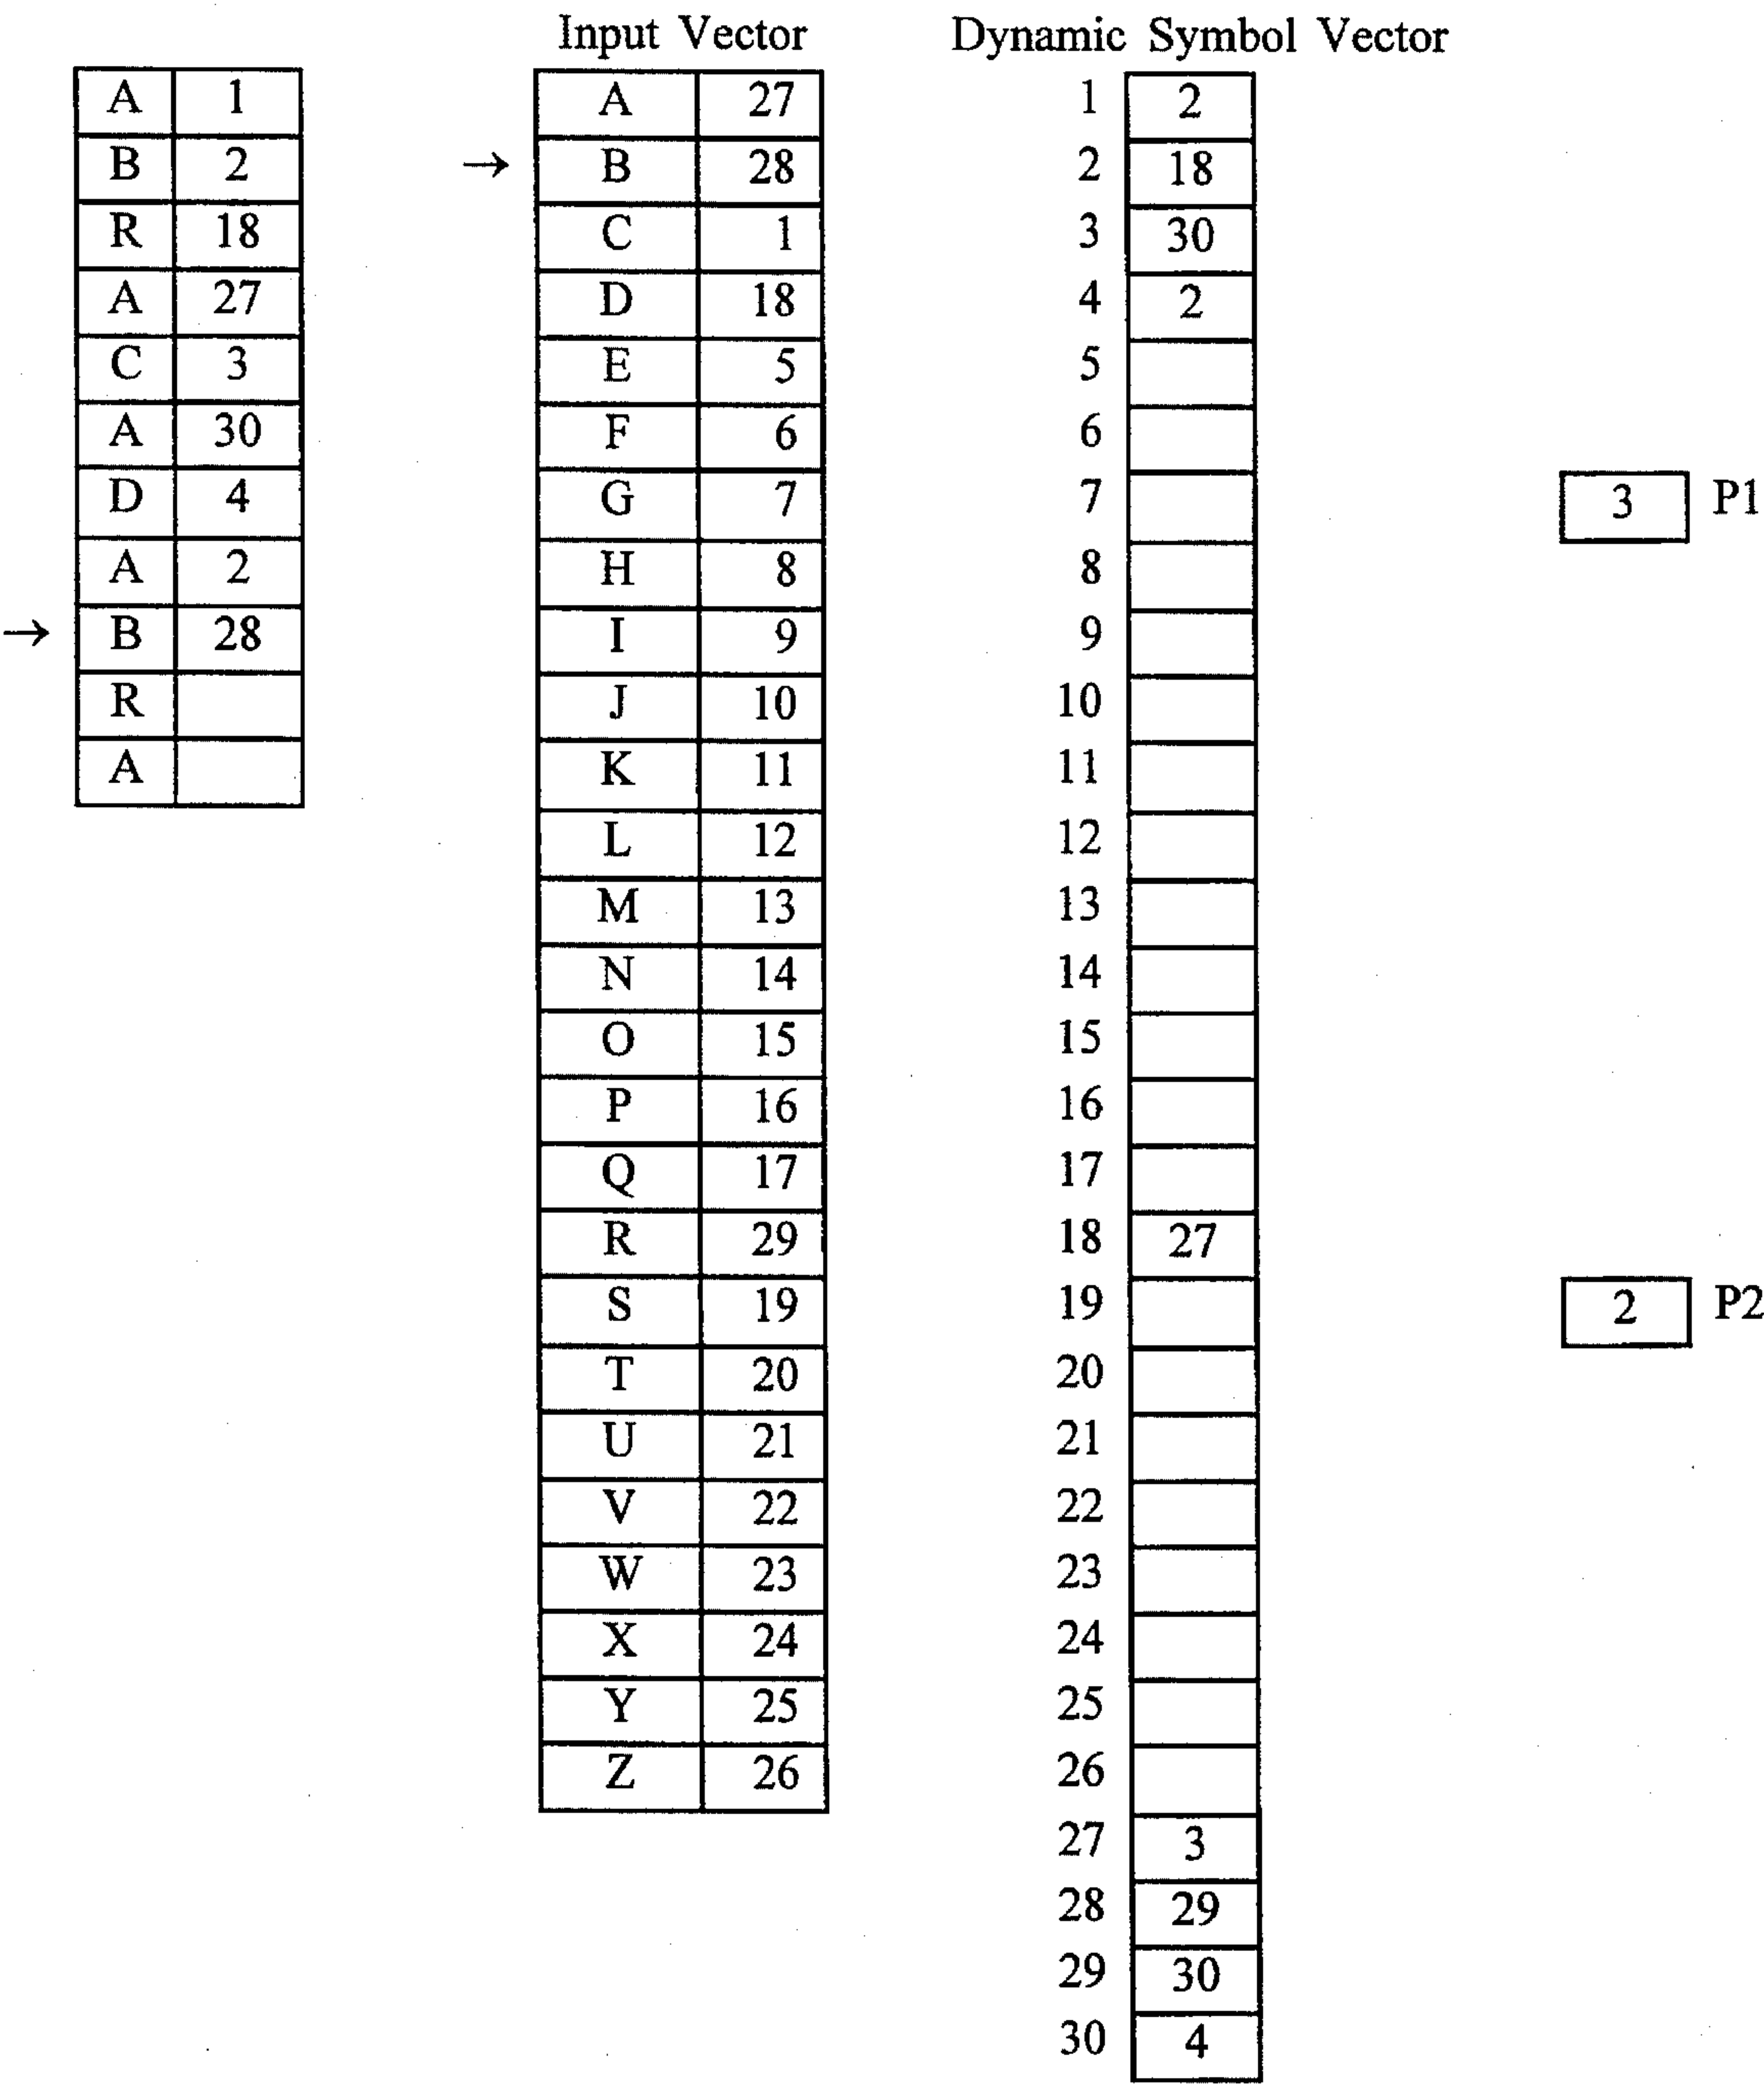 Input Vector Dynamic Symbol Vector
A 1 A 27 1 2
B 2 → B 28 2 18
R 18 C 1 3 30
A 27 D 18 4 2
C 3 E 5 5
A 30 F 6 6
D 4 G 7 7 3 P1
A 2 H 8 8
→ B 28 I 9 9
R J 10 10
A K 11 11
L 12 12
M 13 13
N 14 14
O 15 15
P 16 16
Q 17 17
R 29 18 27
S 19 19 2 P2
T 20 20
U 21 21
V 22 22
W 23 23
X 24 24
Y 25 25
Z 26 26
27 3
28 29
29 30
30 4